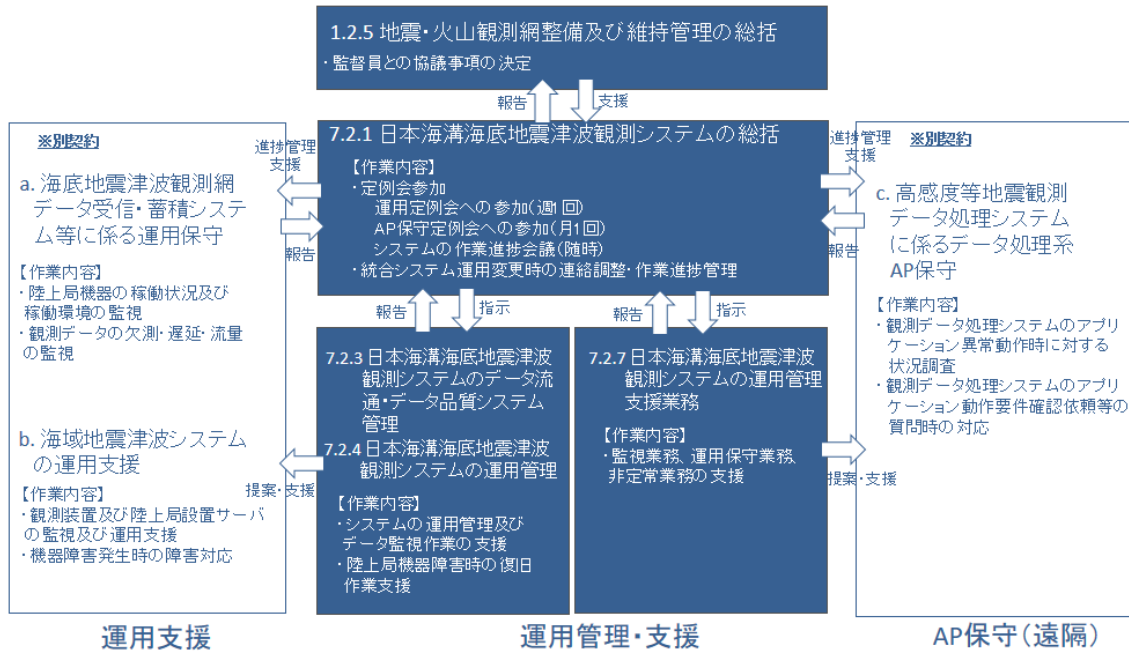 1.2.5 地震・火山観測網整備及び維持管理の総括
・監督員との協議事項の決定
報告
支援
7.2.1 日本海溝海底地震津波観測システムの総括
【作業内容】
・定例会参加
運用定例会への参加(週1回)
AP保守定例会への参加(月1回)
システムの作業進捗会議(随時)
・統合システム運用変更時の連絡調整・作業進捗管理
※別契約
a. 海底地震津波観測網
データ受信・蓄積システ
ム等に係る運用保守
【作業内容】
・陸上局機器の稼働状況及び
稼働環境の監視
・観測データの欠測・遅延・流量
の監視
b. 海域地震津波システム
の運用支援
【作業内容】
・観測装置及び陸上局設置サーバ
の監視及び運用支援
・機器障害発生時の障害対応
進捗管理
支援
報告
提案・支援
報告
指示
報告
指示
7.2.3 日本海溝海底地震津波
観測システムのデータ流
通・データ品質システム
管理
7.2.4 日本海溝海底地震津波
観測システムの運用管理
【作業内容】
・システムの運用管理及び
データ監視作業の支援
・陸上局機器障害時の復旧
作業支援
7.2.7 日本海溝海底地震津波
観測システムの運用管理
支援業務
【作業内容】
・監視業務、運用保守業務、
非定常業務の支援
進捗管理
支援
報告
提案・支援
※別契約
c. 高感度等地震観測
データ処理システム
に係るデータ処理系
AP保守
【作業内容】
・観測データ処理システムのアプリ
ケーション異常動作時に対する
状況調査
・観測データ処理システムのアプリ
ケーション動作要件確認依頼等の
質問時の対応
運用支援
運用管理・支援
AP保守(遠隔)